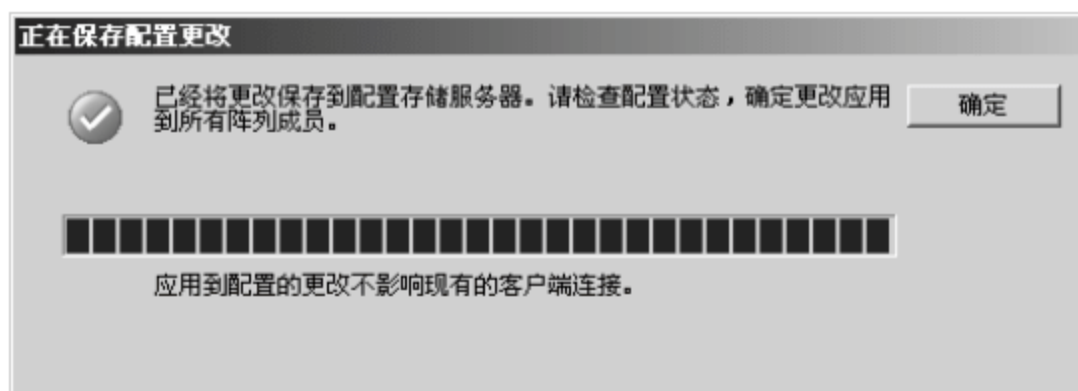 正在保存配置更改
已经将更改保存到配置存储服务器。请检查配置状态，确定更改应用
到所有阵列成员。
确定
应用到配置的更改不影响现有的客户端连接。